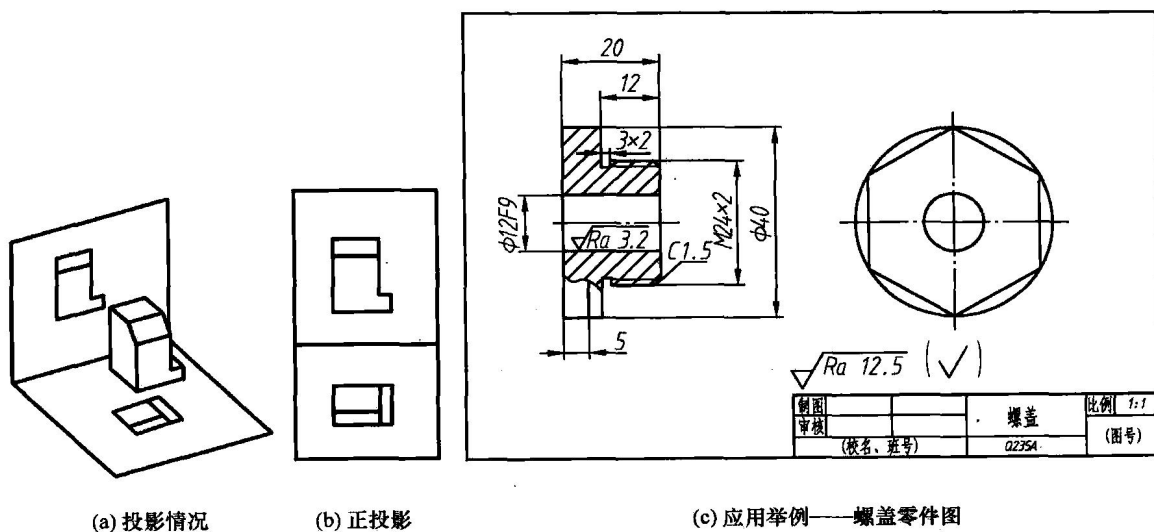 20
12
3×2
φ12F9
Ra 3.2
C1.5
M24×2
φ40
5
Ra 12.5 (√)
制图
审核
(校名、班号)
螺盖
Q235A
比例 1:1
(图号)
(a) 投影情况
(b) 正投影
(c) 应用举例——螺盖零件图